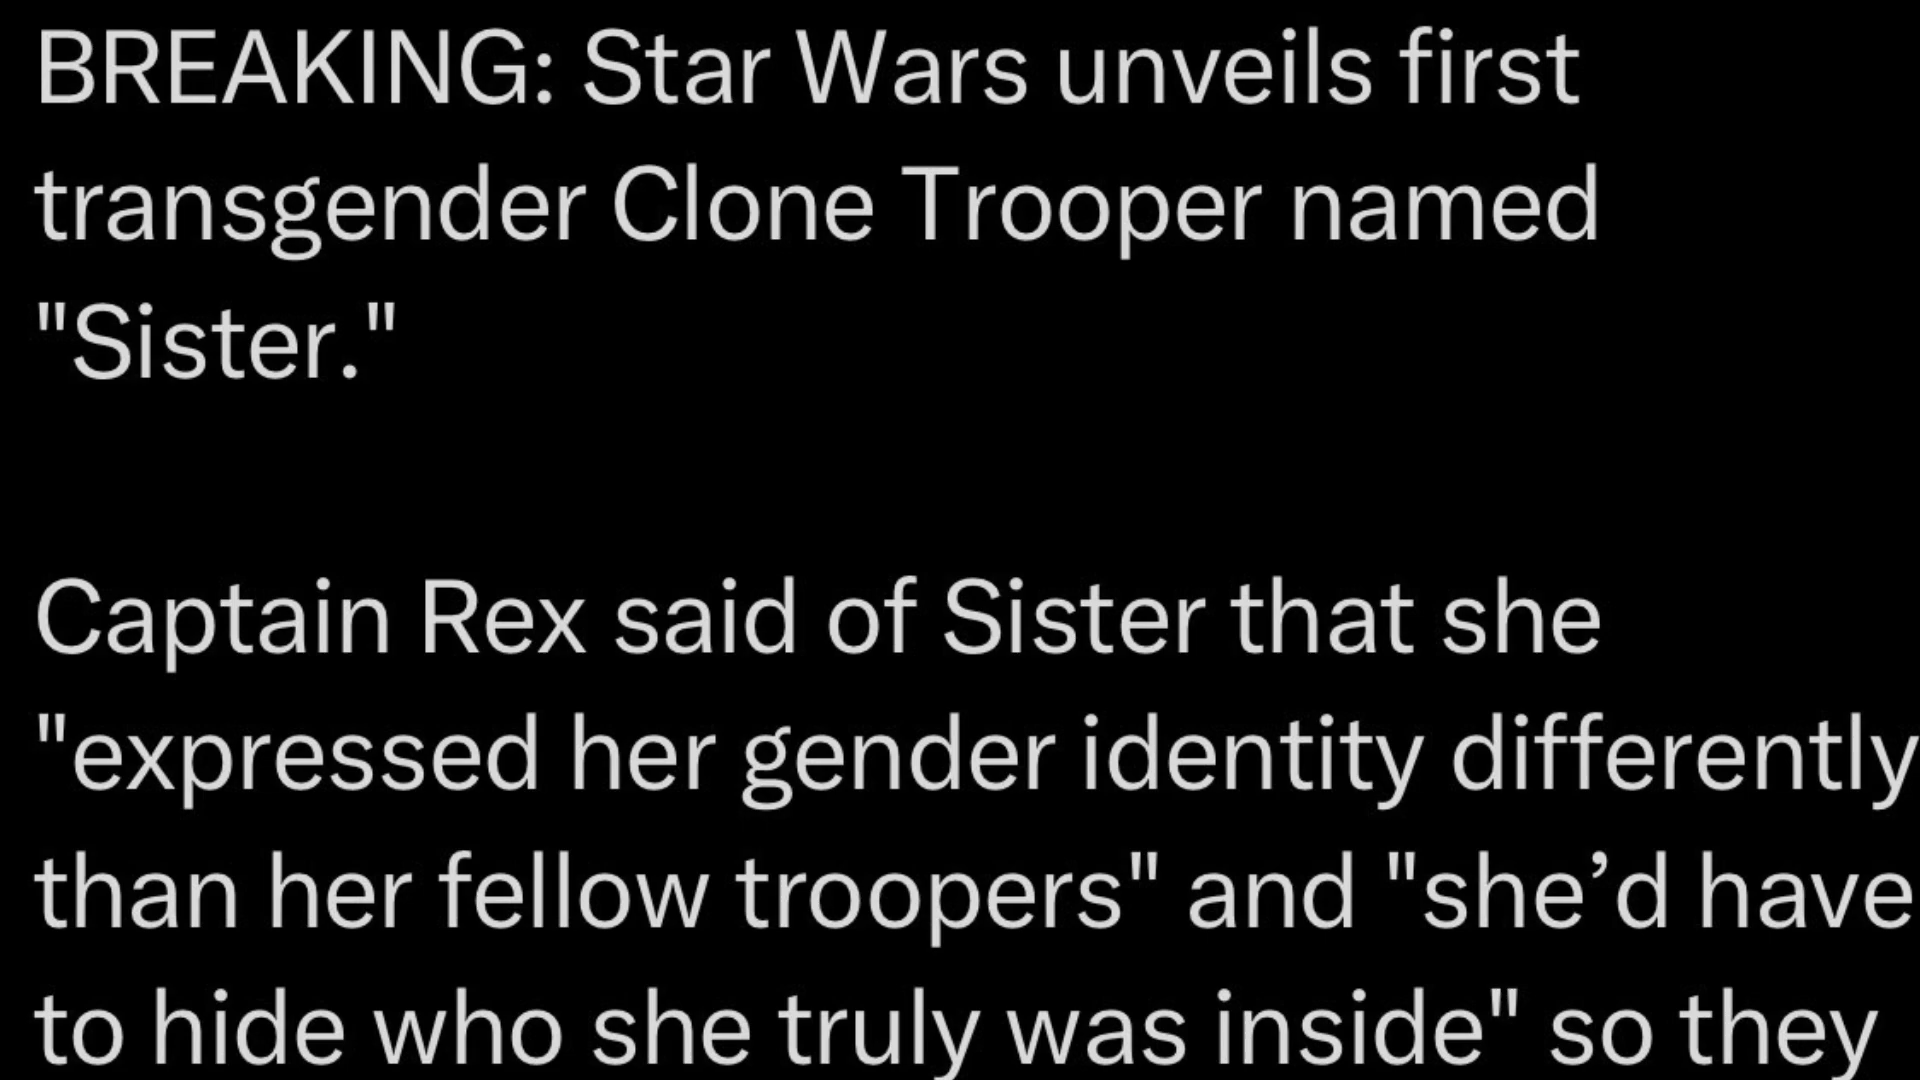 BREAKING: Star Wars unveils first
transgender Clone Trooper named
"Sister."
Captain Rex said of Sister that she
"expressed her gender identity differently
than her fellow troopers" and "she’d have
to hide who she truly was inside" so they